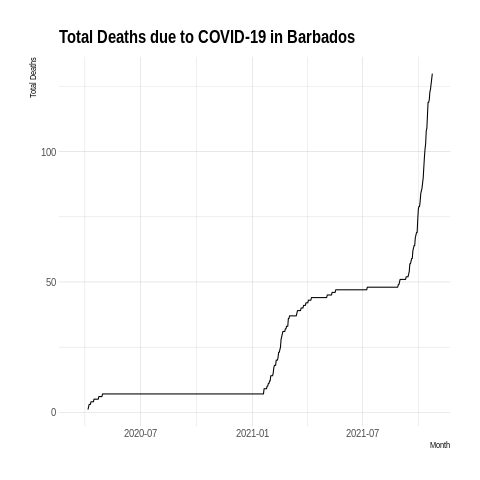 Total Deaths due to COVID-19 in Barbados
Total Deaths
100
50
0
2020-07 2021-01 2021-07
Month